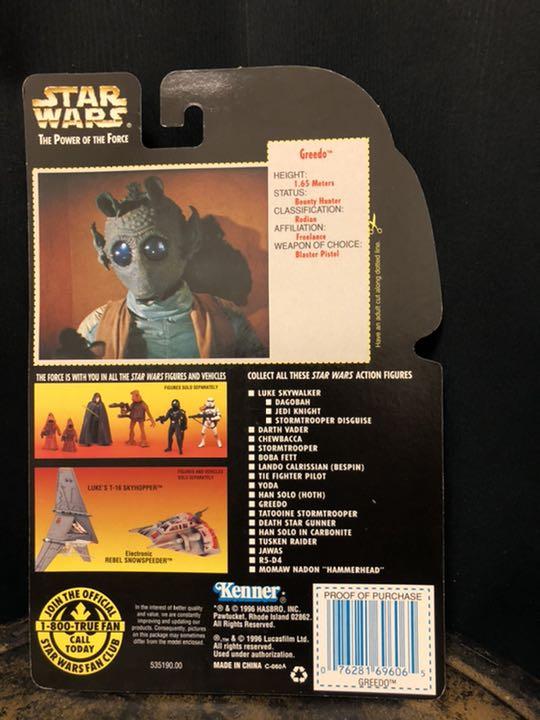 STAR
WARS®
THE POWER OF THE FORCE
Greedo™
HEIGHT:
1.65 Meters
STATUS:
Bounty Hunter
CLASSIFICATION:
Rodian
AFFILIATION:
Freelance
WEAPON OF CHOICE:
Blaster Pistol
Have an adult cut along dotted line.
THE FORCE IS WITH YOU IN ALL THE STAR WARS FIGURES AND VEHICLES
FIGURES SOLD SEPARATELY
FIGURES AND VEHICLES
SOLD SEPARATELY
LUKE'S T-16 SKYHOPPER™
Electronic
REBEL SNOWSPEEDER™
COLLECT ALL THESE STAR WARS ACTION FIGURES
LUKE SKYWALKER
DAGOBAH
JEDI KNIGHT
STORMTROOPER DISGUISE
DARTH VADER
CHEWBACCA
STORMTROOPER
BOBA FETT
LANDO CALRISSIAN (BESPIN)
TIE FIGHTER PILOT
YODA
HAN SOLO (HOTH)
GREEDO
TATOOINE STORMTROOPER
DEATH STAR GUNNER
HAN SOLO IN CARBONITE
TUSKEN RAIDER
JAWAS
R5-D4
MOMAW NADON "HAMMERHEAD"
JOIN THE OFFICIAL
1-800-TRUE FAN
CALL
TODAY
STAR WARS FAN CLUB
In the interest of better quality
and value, we are constantly
improving and updating our
products. Consequently, pictures
on this package may sometimes
differ from the model enclosed.
535190.00
Kenner®
*® & © 1996 HASBRO, INC.
Pawtucket, Rhode Island 02862.
All Rights Reserved.
®,™ & © 1996 Lucasfilm Ltd.
All rights reserved.
Used under authorization.
MADE IN CHINA C-060A
PROOF OF PURCHASE
0 76281 69606 5
GREEDO™